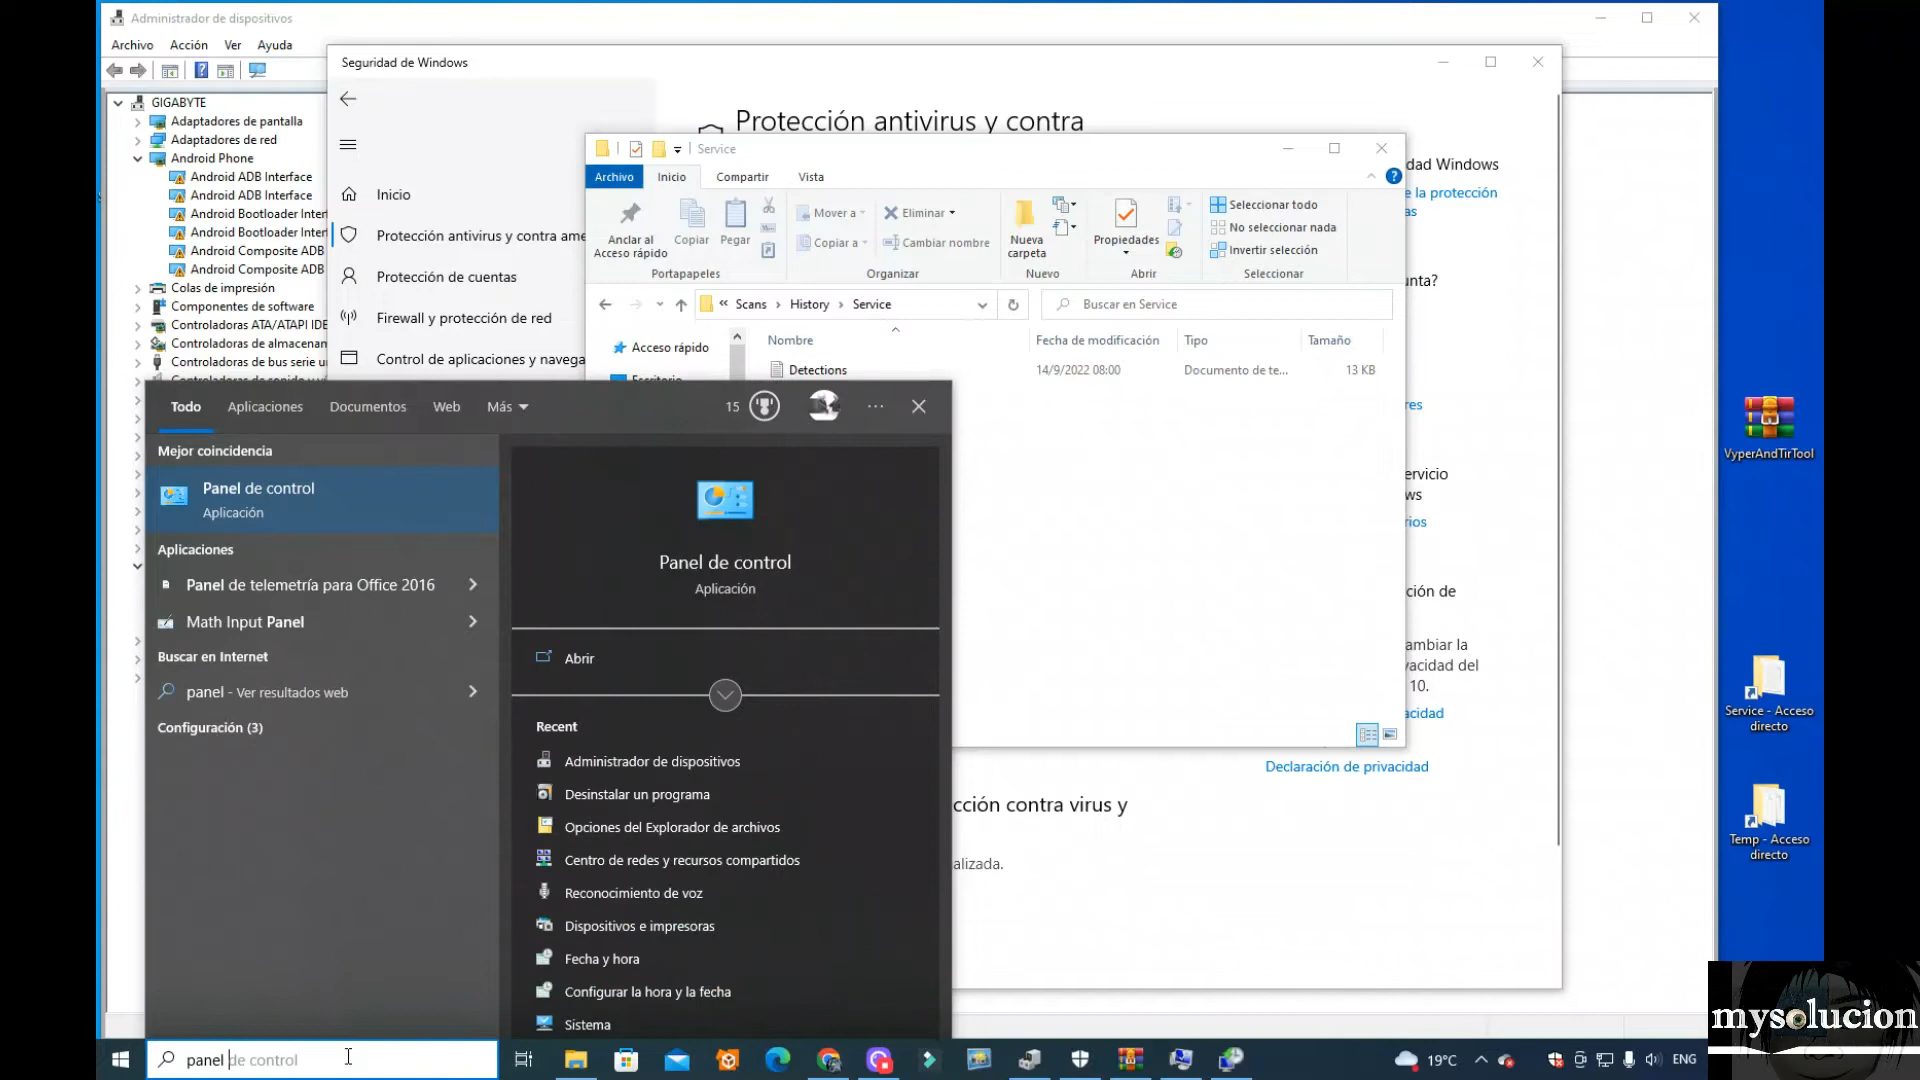 Administrador de dispositivos
Archivo Acción Ver Ayuda
GIGABYTE
Adaptadores de pantalla
Adaptadores de red
Android Phone
Android ADB Interface
Android ADB Interface
Android Bootloader Inter
Android Bootloader Inter
Android Composite ADB
Android Composite ADB
Colas de impresión
Componentes de software
Controladoras ATA/ATAPI IDE
Controladoras de almacenam
Controladoras de bus serie u
Seguridad de Windows
Inicio
Protección antivirus y contra ame
Protección de cuentas
Firewall y protección de red
Control de aplicaciones y navega
Protección antivirus y contra
dad Windows
e la protección
as
unta?
res
ervicio
ws
rios
ción de
ambiar la
vacidad del
10.
acidad
Declaración de privacidad
cción contra virus y
alizada.
Service
Archivo Inicio Compartir Vista
Anclar al
Acceso rápido
Copiar
Pegar
Portapapeles
Mover a
Copiar a
Eliminar
Cambiar nombre
Organizar
Nueva
carpeta
Nuevo
Propiedades
Abrir
Seleccionar todo
No seleccionar nada
Invertir selección
Seleccionar
« Scans > History > Service
Buscar en Service
Acceso rápido
Escritorio
Nombre Fecha de modificación Tipo Tamaño
Detections 14/9/2022 08:00 Documento de te... 13 KB
Todo Aplicaciones Documentos Web Más 15 ...
Mejor coincidencia
Panel de control
Aplicación
Aplicaciones
Panel de telemetría para Office 2016
Math Input Panel
Buscar en Internet
panel - Ver resultados web
Configuración (3)
Panel de control
Aplicación
Abrir
Recent
Administrador de dispositivos
Desinstalar un programa
Opciones del Explorador de archivos
Centro de redes y recursos compartidos
Reconocimiento de voz
Dispositivos e impresoras
Fecha y hora
Configurar la hora y la fecha
Sistema
panel de control
VyperAndTirTool
Service - Acceso
directo
Temp - Acceso
directo
mysolucion
19°C
ENG